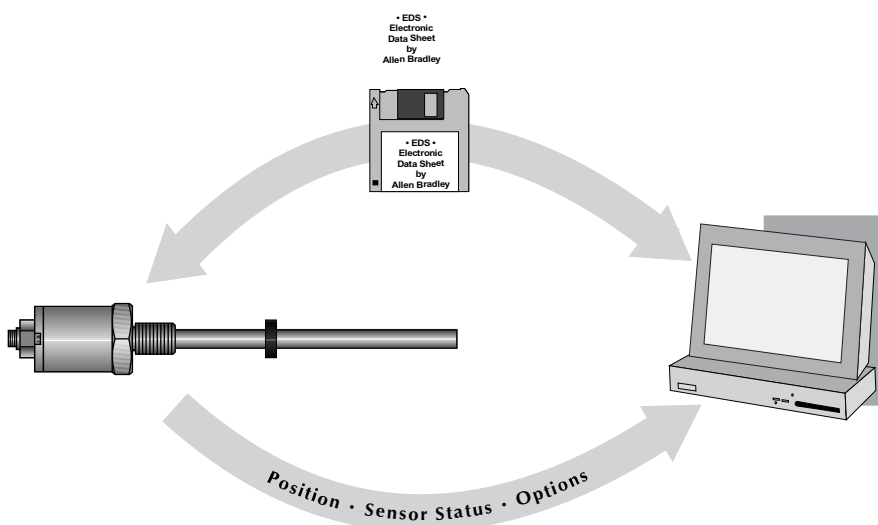 • EDS •
Electronic
Data Sheet
by
Allen Bradley
• EDS •
Electronic
Data Sheet
by
Allen Bradley
Position · Sensor Status · Options